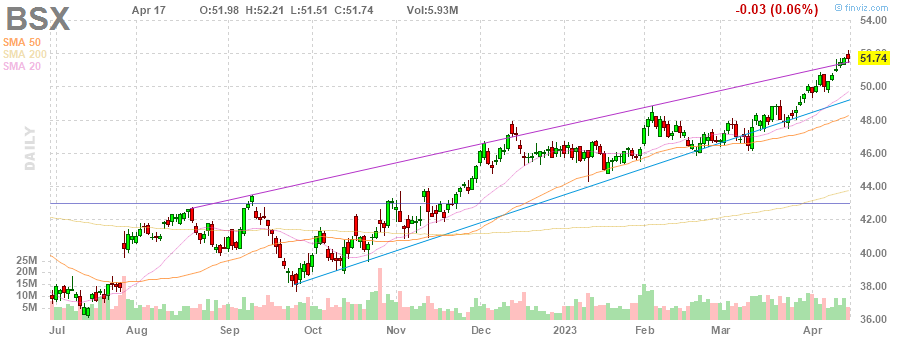 BSX
Apr 17 O:51.98 H:52.21 L:51.51 C:51.74 Vol:5.93M
-0.03 (0.06%)
© finviz.com
SMA 50
SMA 200
SMA 20
DAILY
54.00
51.74
50.00
48.00
46.00
44.00
42.00
40.00
38.00
36.00
25M
20M
15M
10M
5M
Jul Aug Sep Oct Nov Dec 2023 Feb Mar Apr